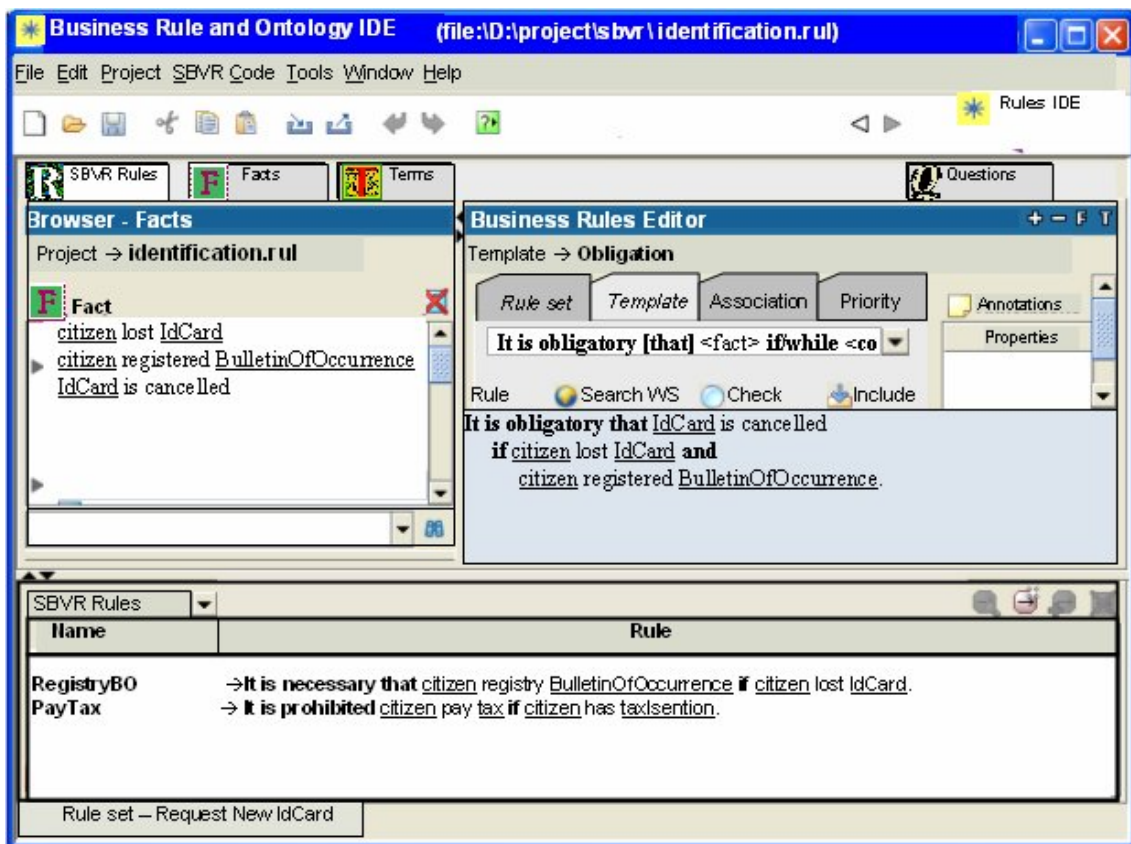 Business Rule and Ontology IDE (file:\D:\project\sbvr\identification.rul)
File Edit Project SBVR Code Tools Window Help
Rules IDE
R SBVR Rules F Facts T Terms Questions
Browser - Facts
Project → identification.rul
F Fact
citizen lost IdCard
citizen registered BulletinOfOccurrence
IdCard is cancelled
Business Rules Editor + − F T
Template → Obligation
Rule set Template Association Priority
Annotations
Properties
It is obligatory [that] <fact> if/while <co
Rule Search WS Check Include
It is obligatory that IdCard is cancelled
if citizen lost IdCard and
citizen registered BulletinOfOccurrence.
SBVR Rules
Name Rule
RegistryBO →It is necessary that citizen registry BulletinOfOccurrence if citizen lost IdCard.
PayTax → It is prohibited citizen pay tax if citizen has taxIsention.
Rule set – Request New IdCard